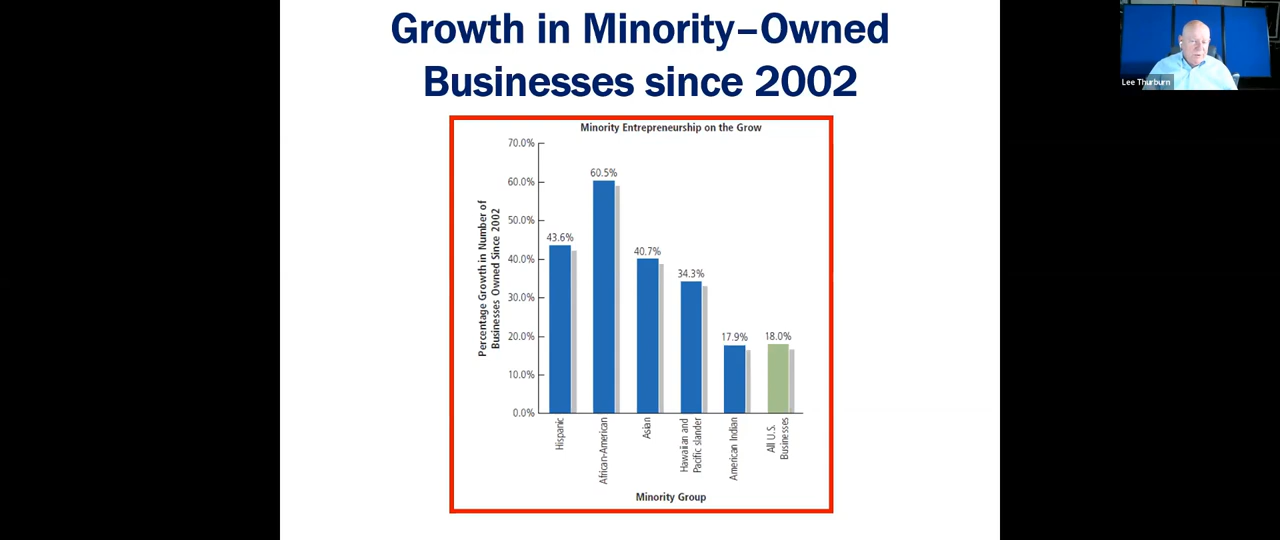 Growth in Minority–Owned
Businesses since 2002
Lee Thurburn
Minority Entrepreneurship on the Grow
Percentage Growth in Number of
Businesses Owned Since 2002
70.0%
60.0%
50.0%
40.0%
30.0%
20.0%
10.0%
0.0%
43.6%
60.5%
40.7%
34.3%
17.9%
18.0%
Hispanic
African-American
Asian
Hawaiian and
Pacific slander
American Indian
All U.S.
Businesses
Minority Group